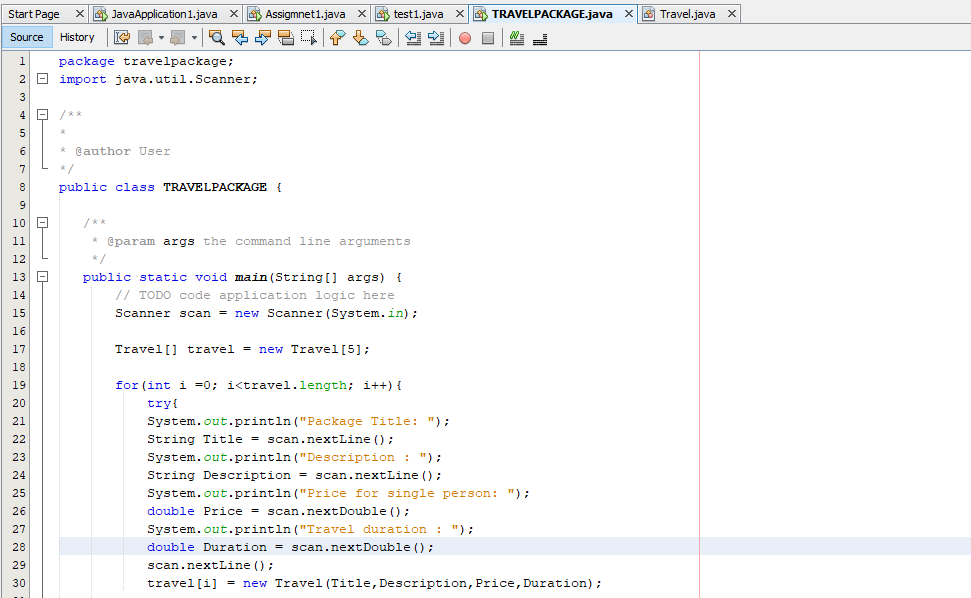 Start Page JavaApplication1.java Assigmnet1.java test1.java TRAVELPACKAGE.java Travel.java
Source History
1 package travelpackage;
2 import java.util.Scanner;
3
4 /**
5 *
6 * @author User
7 */
8 public class TRAVELPACKAGE {
9
10 /**
11 * @param args the command line arguments
12 */
13 public static void main(String[] args) {
14 // TODO code application logic here
15 Scanner scan = new Scanner(System.in);
16
17 Travel[] travel = new Travel[5];
18
19 for(int i =0; i<travel.length; i++){
20 try{
21 System.out.println("Package Title: ");
22 String Title = scan.nextLine();
23 System.out.println("Description : ");
24 String Description = scan.nextLine();
25 System.out.println("Price for single person: ");
26 double Price = scan.nextDouble();
27 System.out.println("Travel duration : ");
28 double Duration = scan.nextDouble();
29 scan.nextLine();
30 travel[i] = new Travel(Title,Description,Price,Duration);